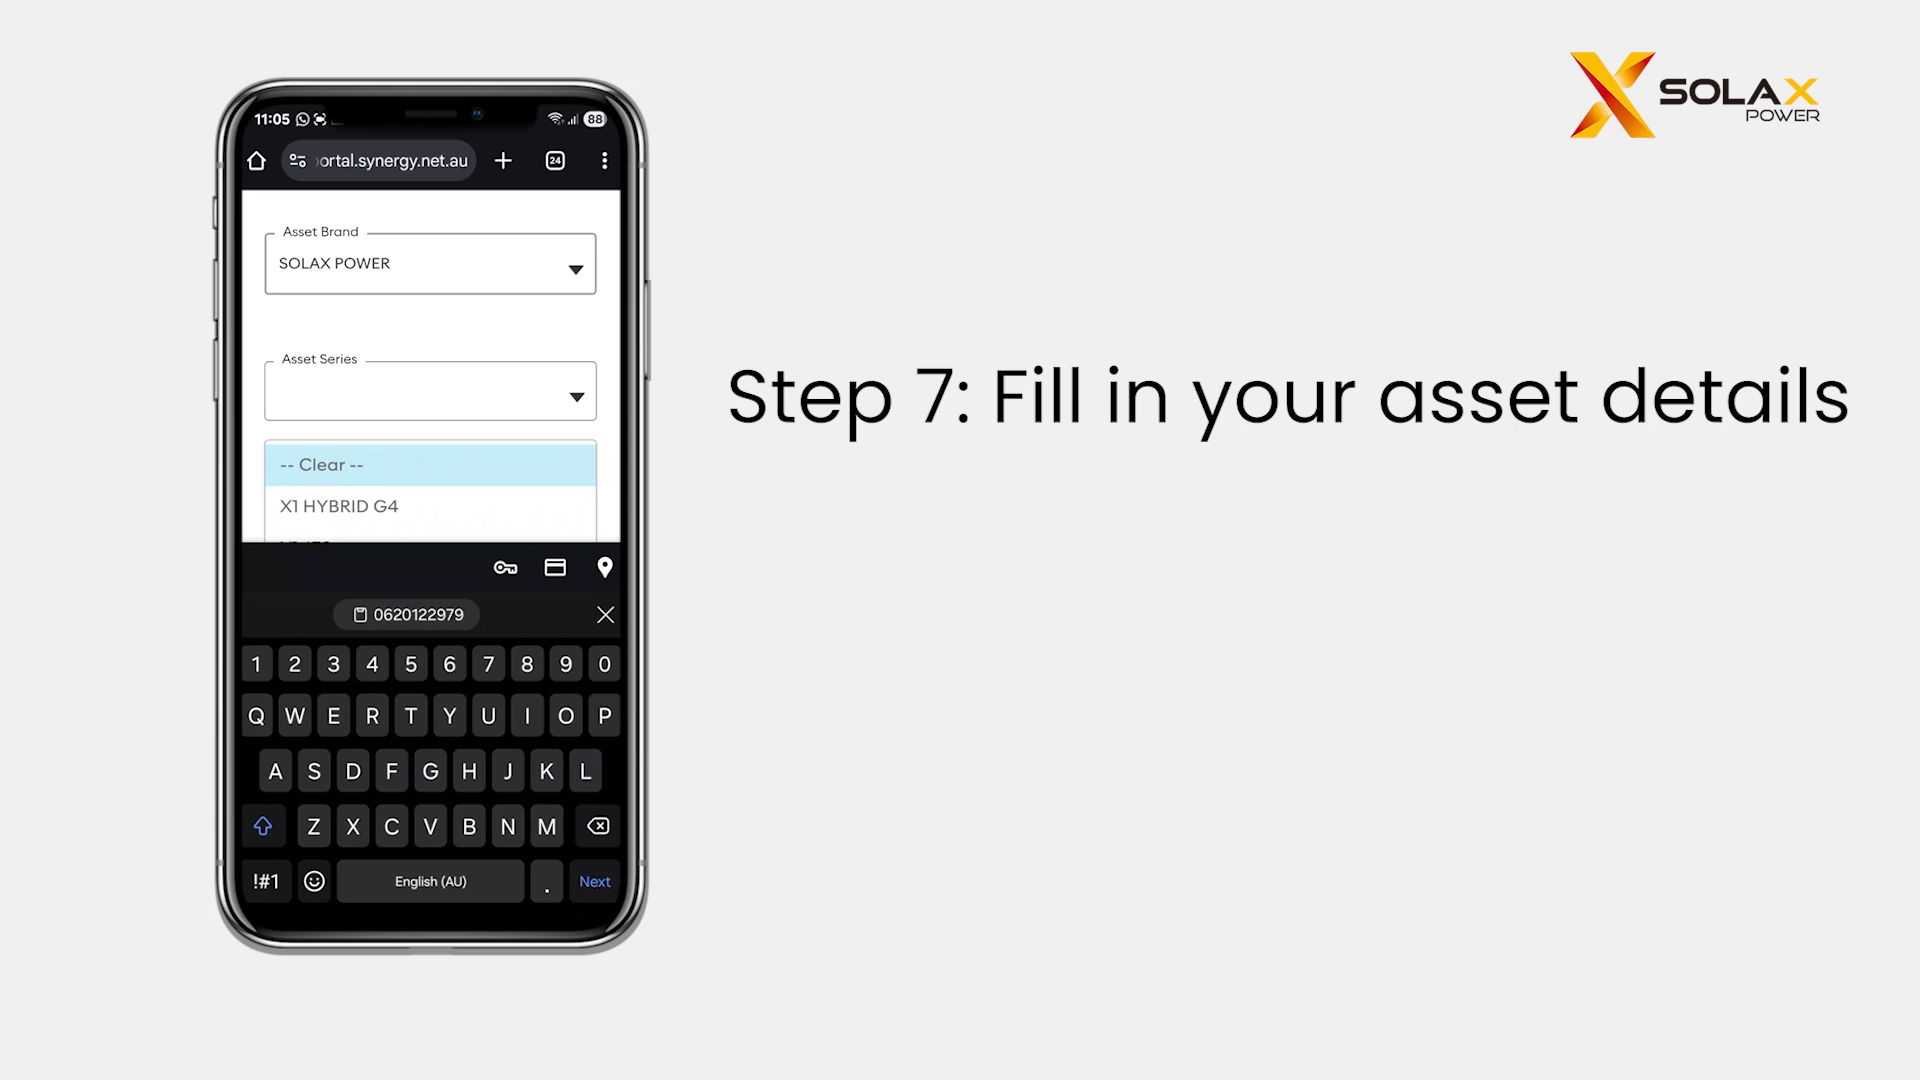 SOLAX
POWER
11:05
88
ortal.synergy.net.au
24
Asset Brand
SOLAX POWER
Asset Series
-- Clear --
X1 HYBRID G4
Step 7: Fill in your asset details
0620122979
1 2 3 4 5 6 7 8 9 0
Q W E R T Y U I O P
A S D F G H J K L
Z X C V B N M
!#1 English (AU) . Next